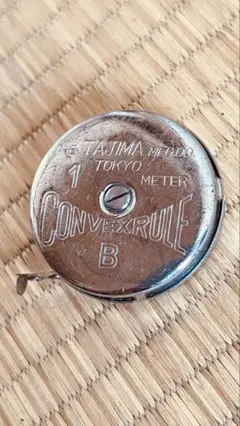 THE TAJIMA MFG.CO.
TOKYO
1 METER
CONVEXRULE
B